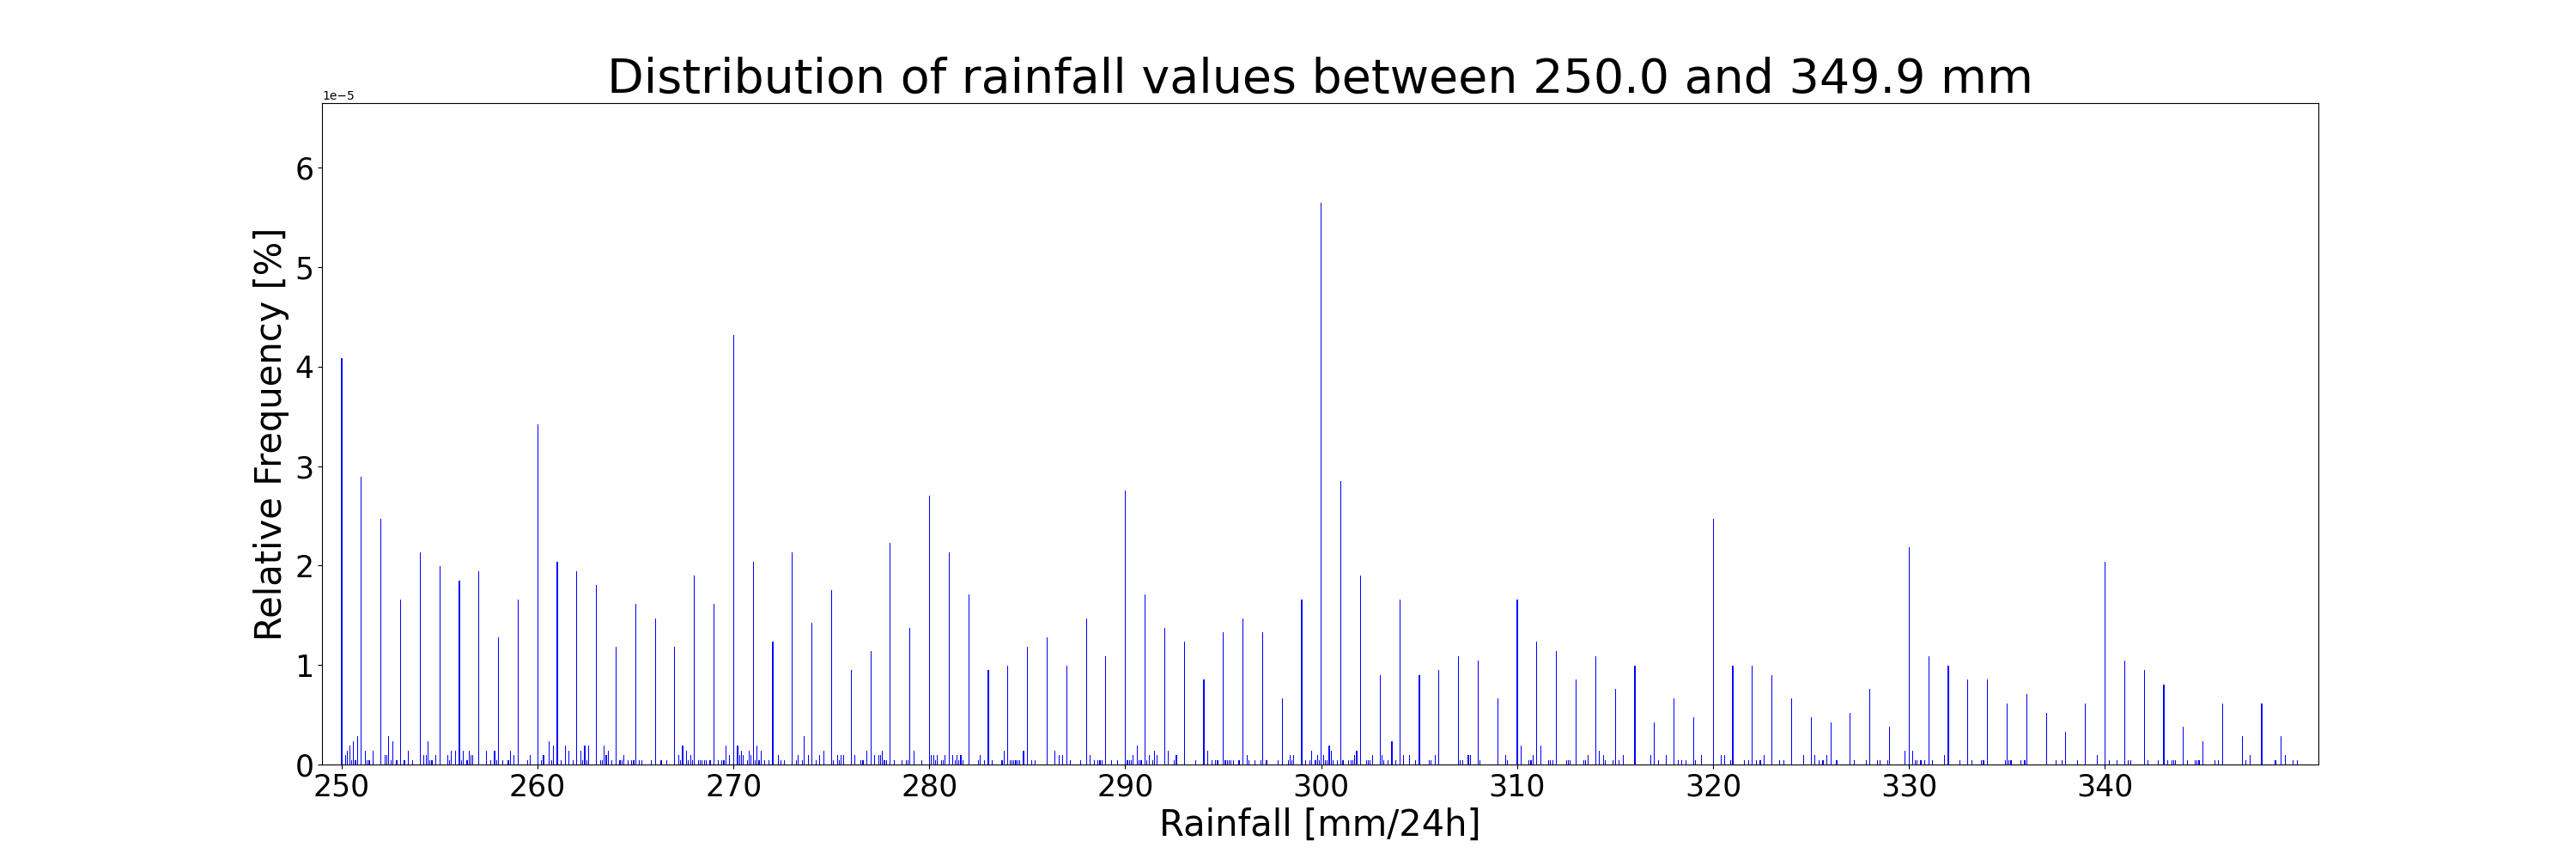 Distribution of rainfall values between 250.0 and 349.9 mm
1e−5
6
5
4
3
2
1
0
Relative Frequency [%]
250 260 270 280 290 300 310 320 330 340
Rainfall [mm/24h]